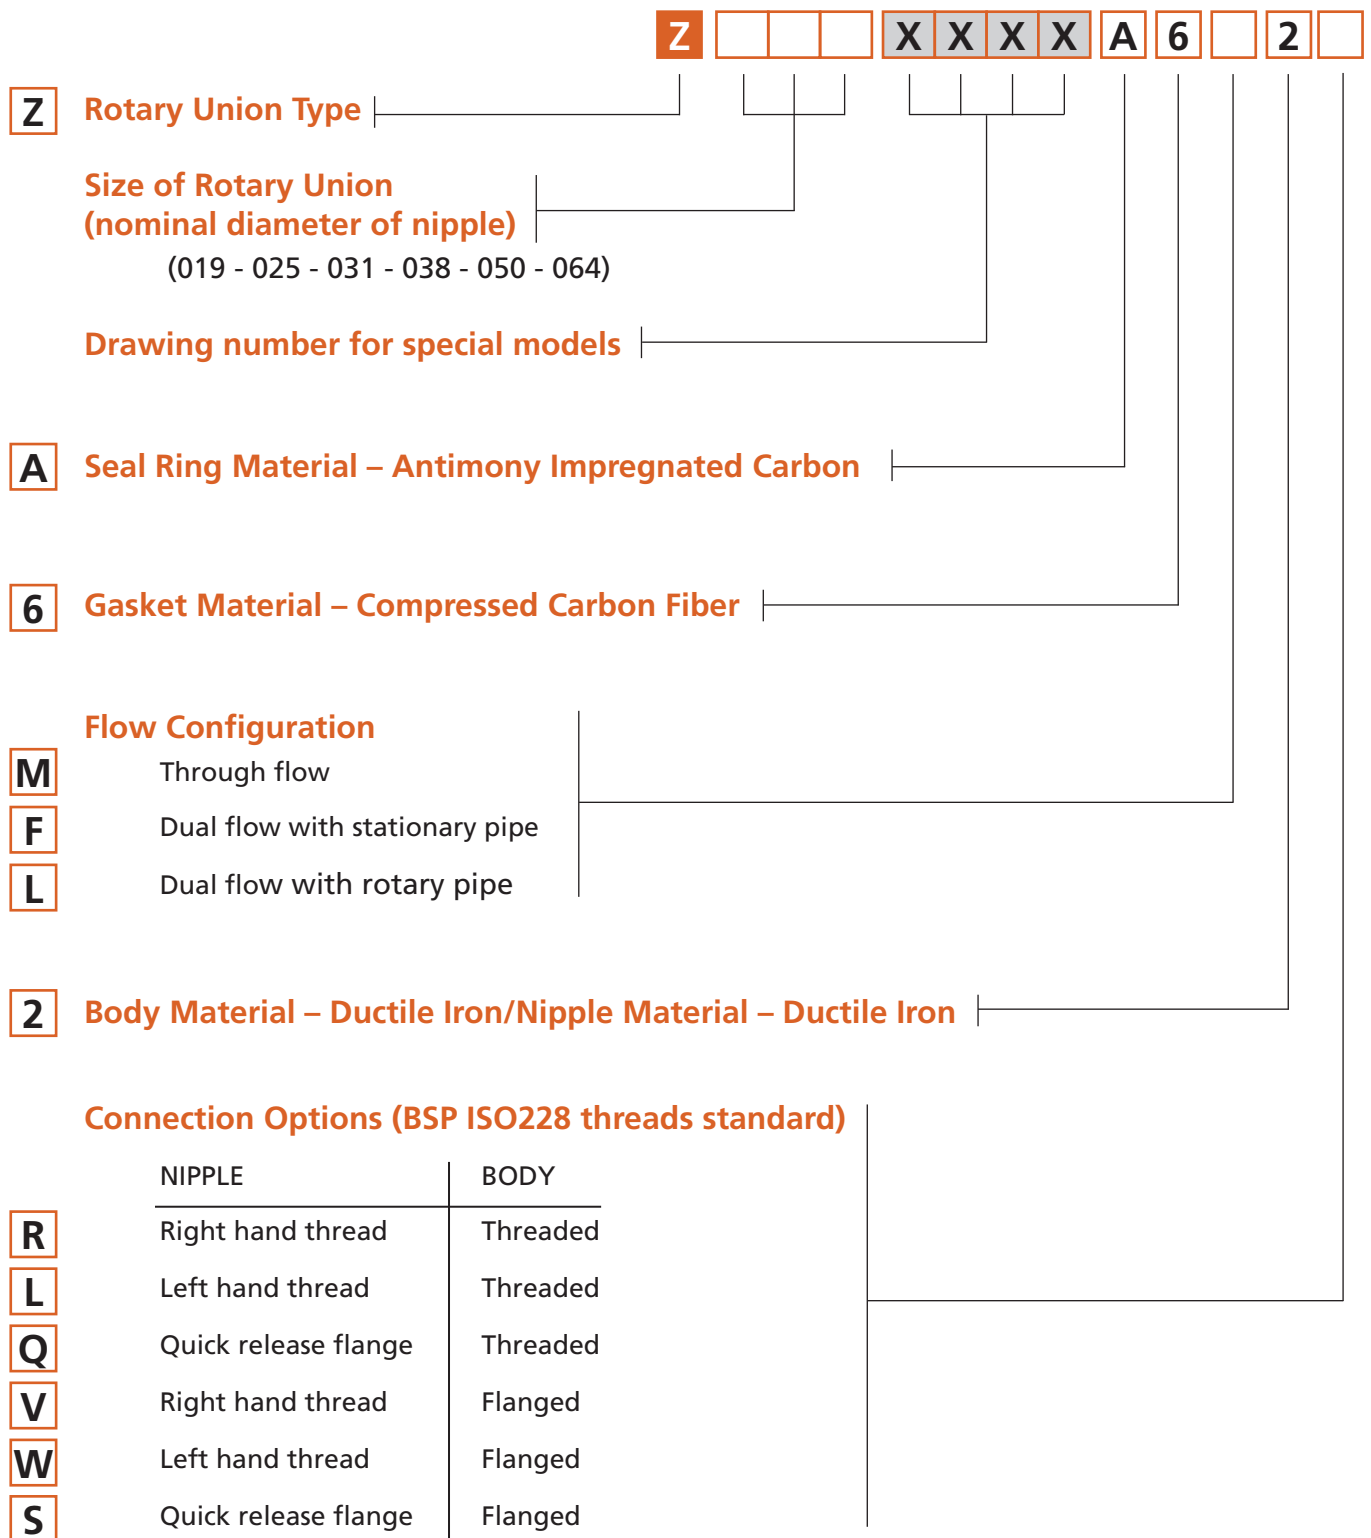 Z X X X X A 6 2
Z Rotary Union Type
Size of Rotary Union
(nominal diameter of nipple)
(019 - 025 - 031 - 038 - 050 - 064)
Drawing number for special models
A Seal Ring Material – Antimony Impregnated Carbon
6 Gasket Material – Compressed Carbon Fiber
Flow Configuration
M Through flow
F Dual flow with stationary pipe
L Dual flow with rotary pipe
2 Body Material – Ductile Iron/Nipple Material – Ductile Iron
Connection Options (BSP ISO228 threads standard)
NIPPLE BODY
R Right hand thread Threaded
L Left hand thread Threaded
Q Quick release flange Threaded
V Right hand thread Flanged
W Left hand thread Flanged
S Quick release flange Flanged